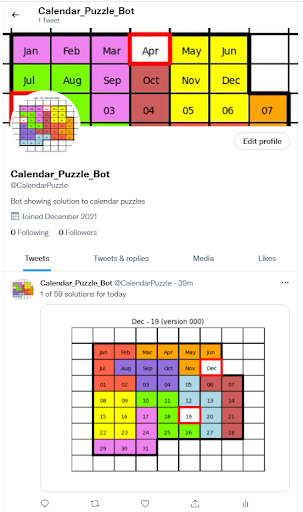 Calendar_Puzzle_Bot
1 Tweet
Jan Feb Mar Apr May Jun
Jul Aug Oct Nov Dec
03 04 05 06 07
Edit profile
Calendar_Puzzle_Bot
@CalendarPuzzle
Bot showing solution to calendar puzzles
Joined December 2021
0 Following 0 Followers
Tweets Tweets & replies Media Likes
Calendar_Puzzle_Bot @CalendarPuzzle · 39m
1 of 59 solutions for today
Dec - 19 (version 000)
Jan Feb Mar Apr May Jun
Jul Aug Sep Oct Nov Dec
01 02 03 04 05 06 07
08 09 10 11 12 13 14
15 16 17 18 19 20 21
22 23 24 25 26 27 28
29 30 31